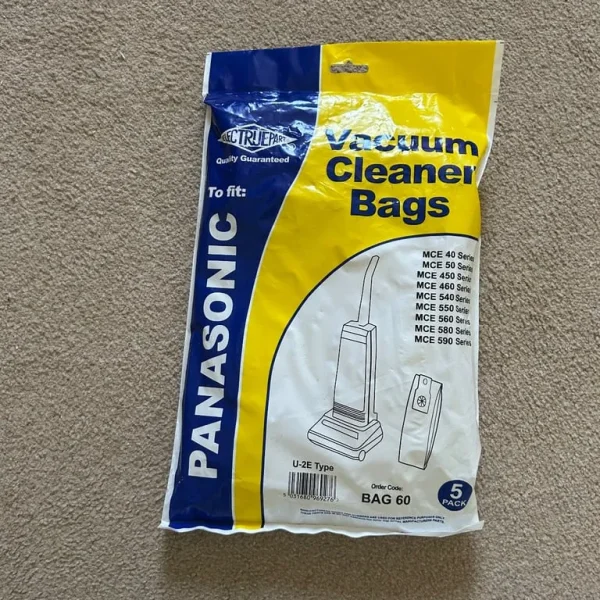 ECTRUEPART
Quality Guaranteed
To fit:
PANASONIC
Vacuum
Cleaner
Bags
MCE 40 Series
MCE 50 Series
MCE 450 Series
MCE 460 Series
MCE 540 Series
MCE 550 Series
MCE 560 Series
MCE 580 Series
MCE 590 Series
U-2E Type
Order Code:
BAG 60
5
PACK